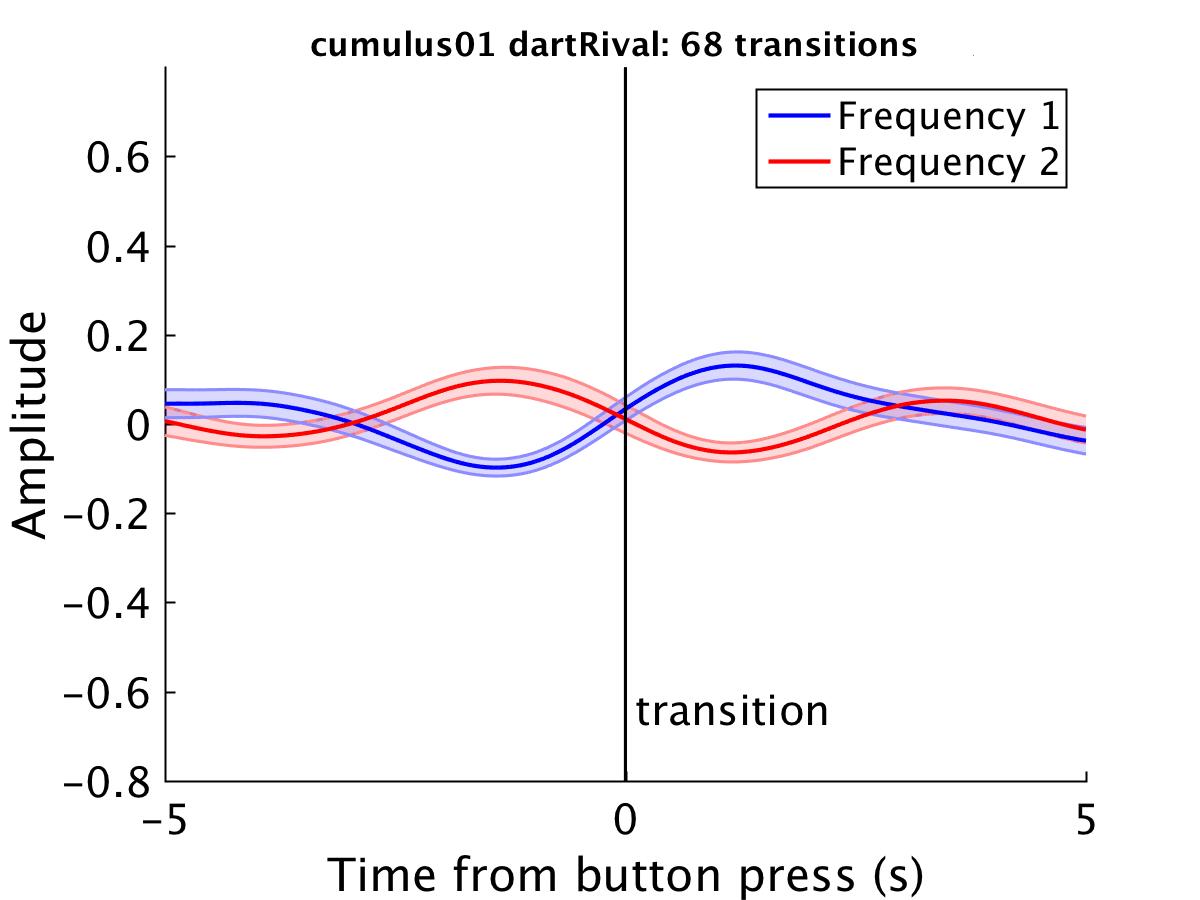 cumulus01 dartRival: 68 transitions
Frequency 1
Frequency 2
0.6
0.4
0.2
0
−0.2
−0.4
−0.6
−0.8
Amplitude
transition
−5
0
5
Time from button press (s)